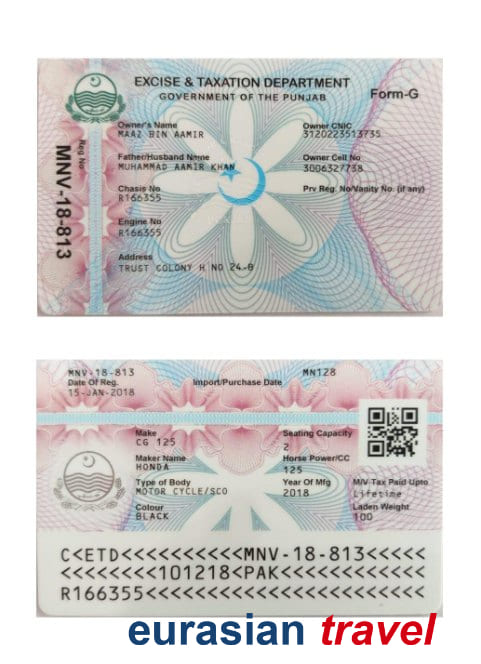 EXCISE & TAXATION DEPARTMENT
GOVERNMENT OF THE PUNJAB
Form-G
Reg No
MNV-18-813
Owner's Name
MAAZ BIN AAMIR
Owner CNIC
3120223513735
Father/Husband Name
MUHAMMAD AAMIR KHAN
Owner Cell No
3006327738
Chasis No
R166355
Prv Reg. No/Vanity No. (if any)
Engine No
R166355
Address
TRUST COLONY H NO 24-B
MNV-18-813
MN128
Date Of Reg.
Import/Purchase Date
15-JAN-2018
Make
CG 125
Seating Capacity
2
Maker Name
HONDA
Horse Power/CC
125
Type of Body
MOTOR CYCLE/SCO
Year Of Mfg
2018
M/V Tax Paid Upto
Lifetime
Colour
BLACK
Laden Weight
100
C<ETD<<<<<<<<<<MNV-18-813<<<<<
<<<<<<<<101218<PAK<<<<<<<<<<<<
R166355<<<<<<<<<<<<<<<<<<<<<<<
eurasian travel